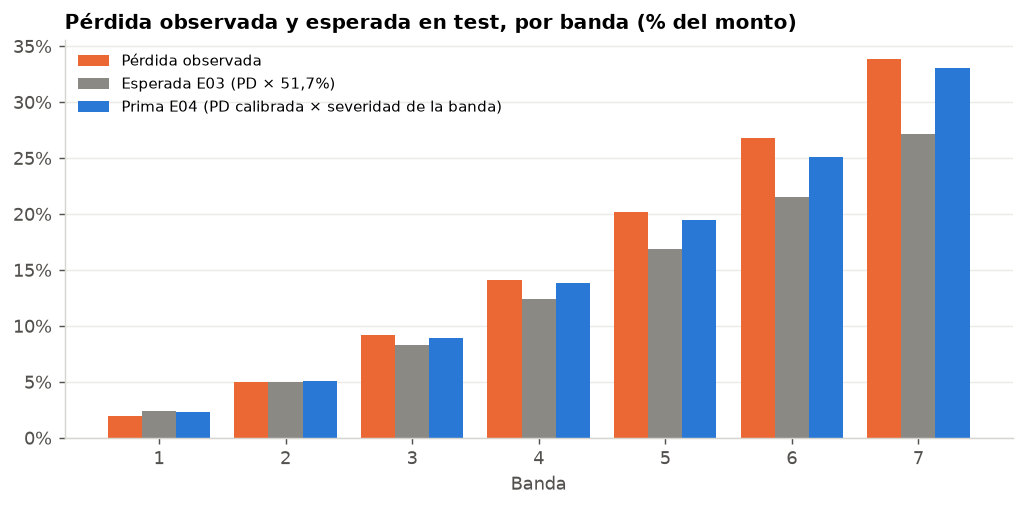 Pérdida observada y esperada en test, por banda (% del monto)
35%
30%
25%
20%
15%
10%
5%
0%
Pérdida observada
Esperada E03 (PD × 51,7%)
Prima E04 (PD calibrada × severidad de la banda)
1 2 3 4 5 6 7
Banda